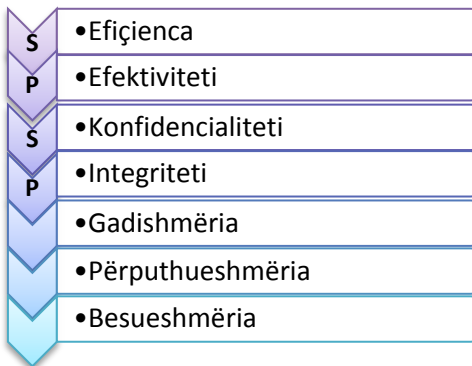 S •Efiçienca
P •Efektiviteti
S •Konfidencialiteti
P •Integriteti
•Gadishmëria
•Përputhueshmëria
•Besueshmëria